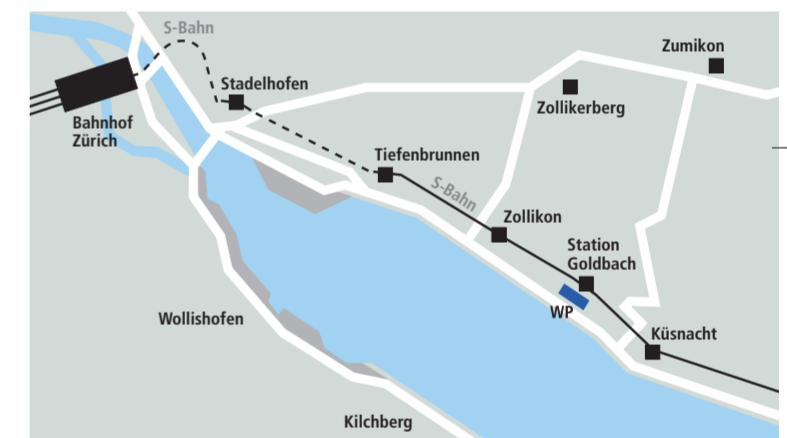 S-Bahn
Zumikon
Stadelhofen
Zollikerberg
Bahnhof
Zürich
Tiefenbrunnen
S-Bahn
Zollikon
Station
Goldbach
WP
Wollishofen
Küsnacht
Kilchberg